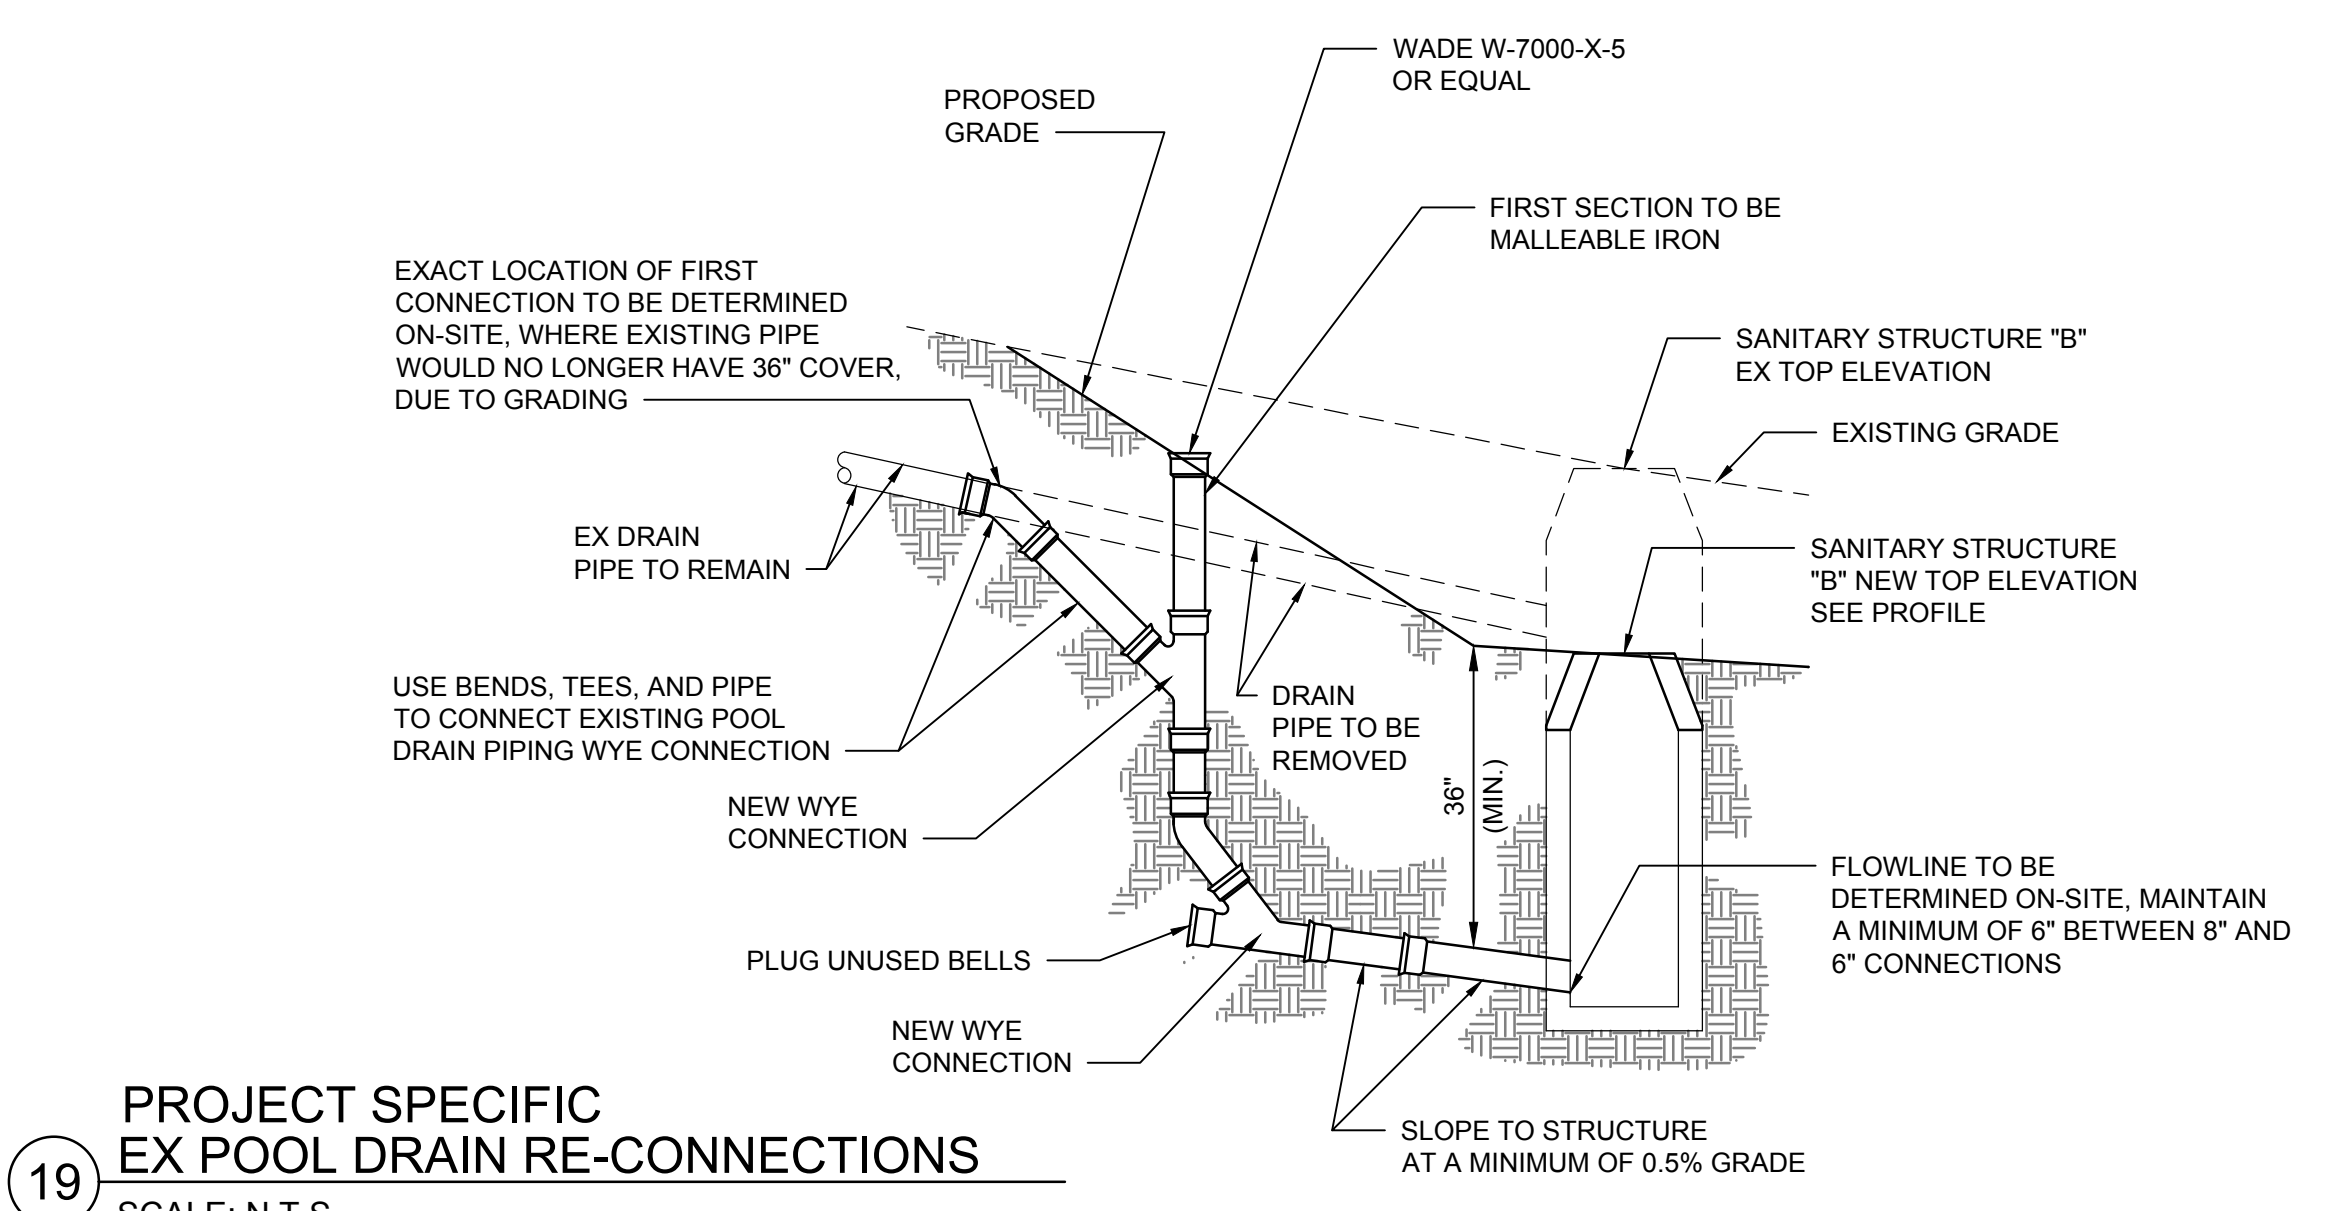 WADE W-7000-X-5
OR EQUAL
PROPOSED
GRADE
FIRST SECTION TO BE
MALLEABLE IRON
EXACT LOCATION OF FIRST
CONNECTION TO BE DETERMINED
ON-SITE, WHERE EXISTING PIPE
WOULD NO LONGER HAVE 36" COVER,
DUE TO GRADING
SANITARY STRUCTURE "B"
EX TOP ELEVATION
EXISTING GRADE
EX DRAIN
PIPE TO REMAIN
SANITARY STRUCTURE
"B" NEW TOP ELEVATION
SEE PROFILE
USE BENDS, TEES, AND PIPE
TO CONNECT EXISTING POOL
DRAIN PIPING WYE CONNECTION
DRAIN
PIPE TO BE
REMOVED
36"
(MIN.)
NEW WYE
CONNECTION
FLOWLINE TO BE
DETERMINED ON-SITE, MAINTAIN
A MINIMUM OF 6" BETWEEN 8" AND
6" CONNECTIONS
PLUG UNUSED BELLS
NEW WYE
CONNECTION
SLOPE TO STRUCTURE
AT A MINIMUM OF 0.5% GRADE
PROJECT SPECIFIC
19 EX POOL DRAIN RE-CONNECTIONS
SCALE: N.T.S.